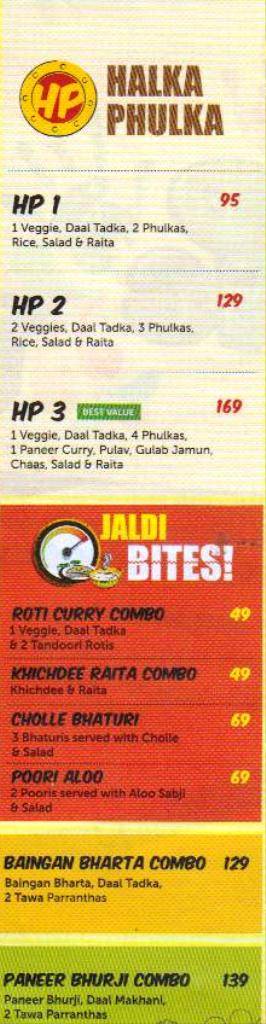 HP
HALKA
PHULKA
HP 1 95
1 Veggie, Daal Tadka, 2 Phulkas,
Rice, Salad & Raita
HP 2 129
2 Veggies, Daal Tadka, 3 Phulkas,
Rice, Salad & Raita
HP 3 BEST VALUE 169
1 Veggie, Daal Tadka, 4 Phulkas,
1 Paneer Curry, Pulav, Gulab Jamun,
Chaas, Salad & Raita
JALDI
BITES!
ROTI CURRY COMBO 49
1 Veggie, Daal Tadka
& 2 Tandoori Rotis
KHICHDEE RAITA COMBO 49
Khichdee & Raita
CHOLLE BHATURI 69
3 Bhaturis served with Cholle
& Salad
POORI ALOO 69
2 Pooris served with Aloo Sabji
& Salad
BAINGAN BHARTA COMBO 129
Baingan Bharta, Daal Tadka,
2 Tawa Parranthas
PANEER BHURJI COMBO 139
Paneer Bhurji, Daal Makhani,
2 Tawa Parranthas